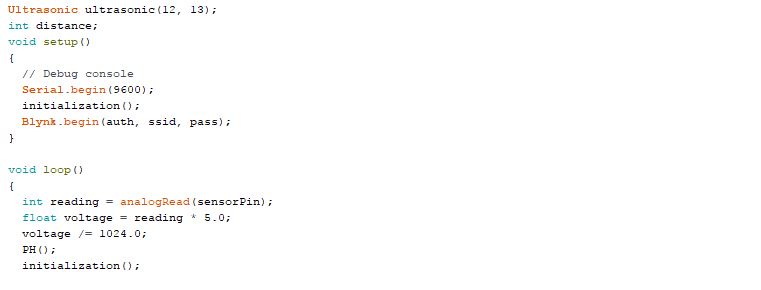 Ultrasonic ultrasonic(12, 13);
int distance;
void setup()
{
  // Debug console
  Serial.begin(9600);
  initialization();
  Blynk.begin(auth, ssid, pass);
}

void loop()
{
  int reading = analogRead(sensorPin);
  float voltage = reading * 5.0;
  voltage /= 1024.0;
  PH();
  initialization();